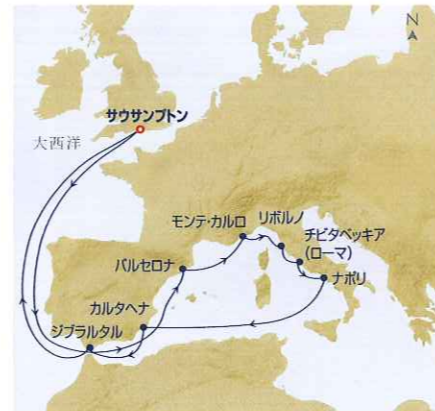 N
サウサンプトン
大西洋
モンテ・カルロ
リボルノ
チビタベッキア
(ローマ)
バルセロナ
ナポリ
カルタヘナ
ジブラルタル